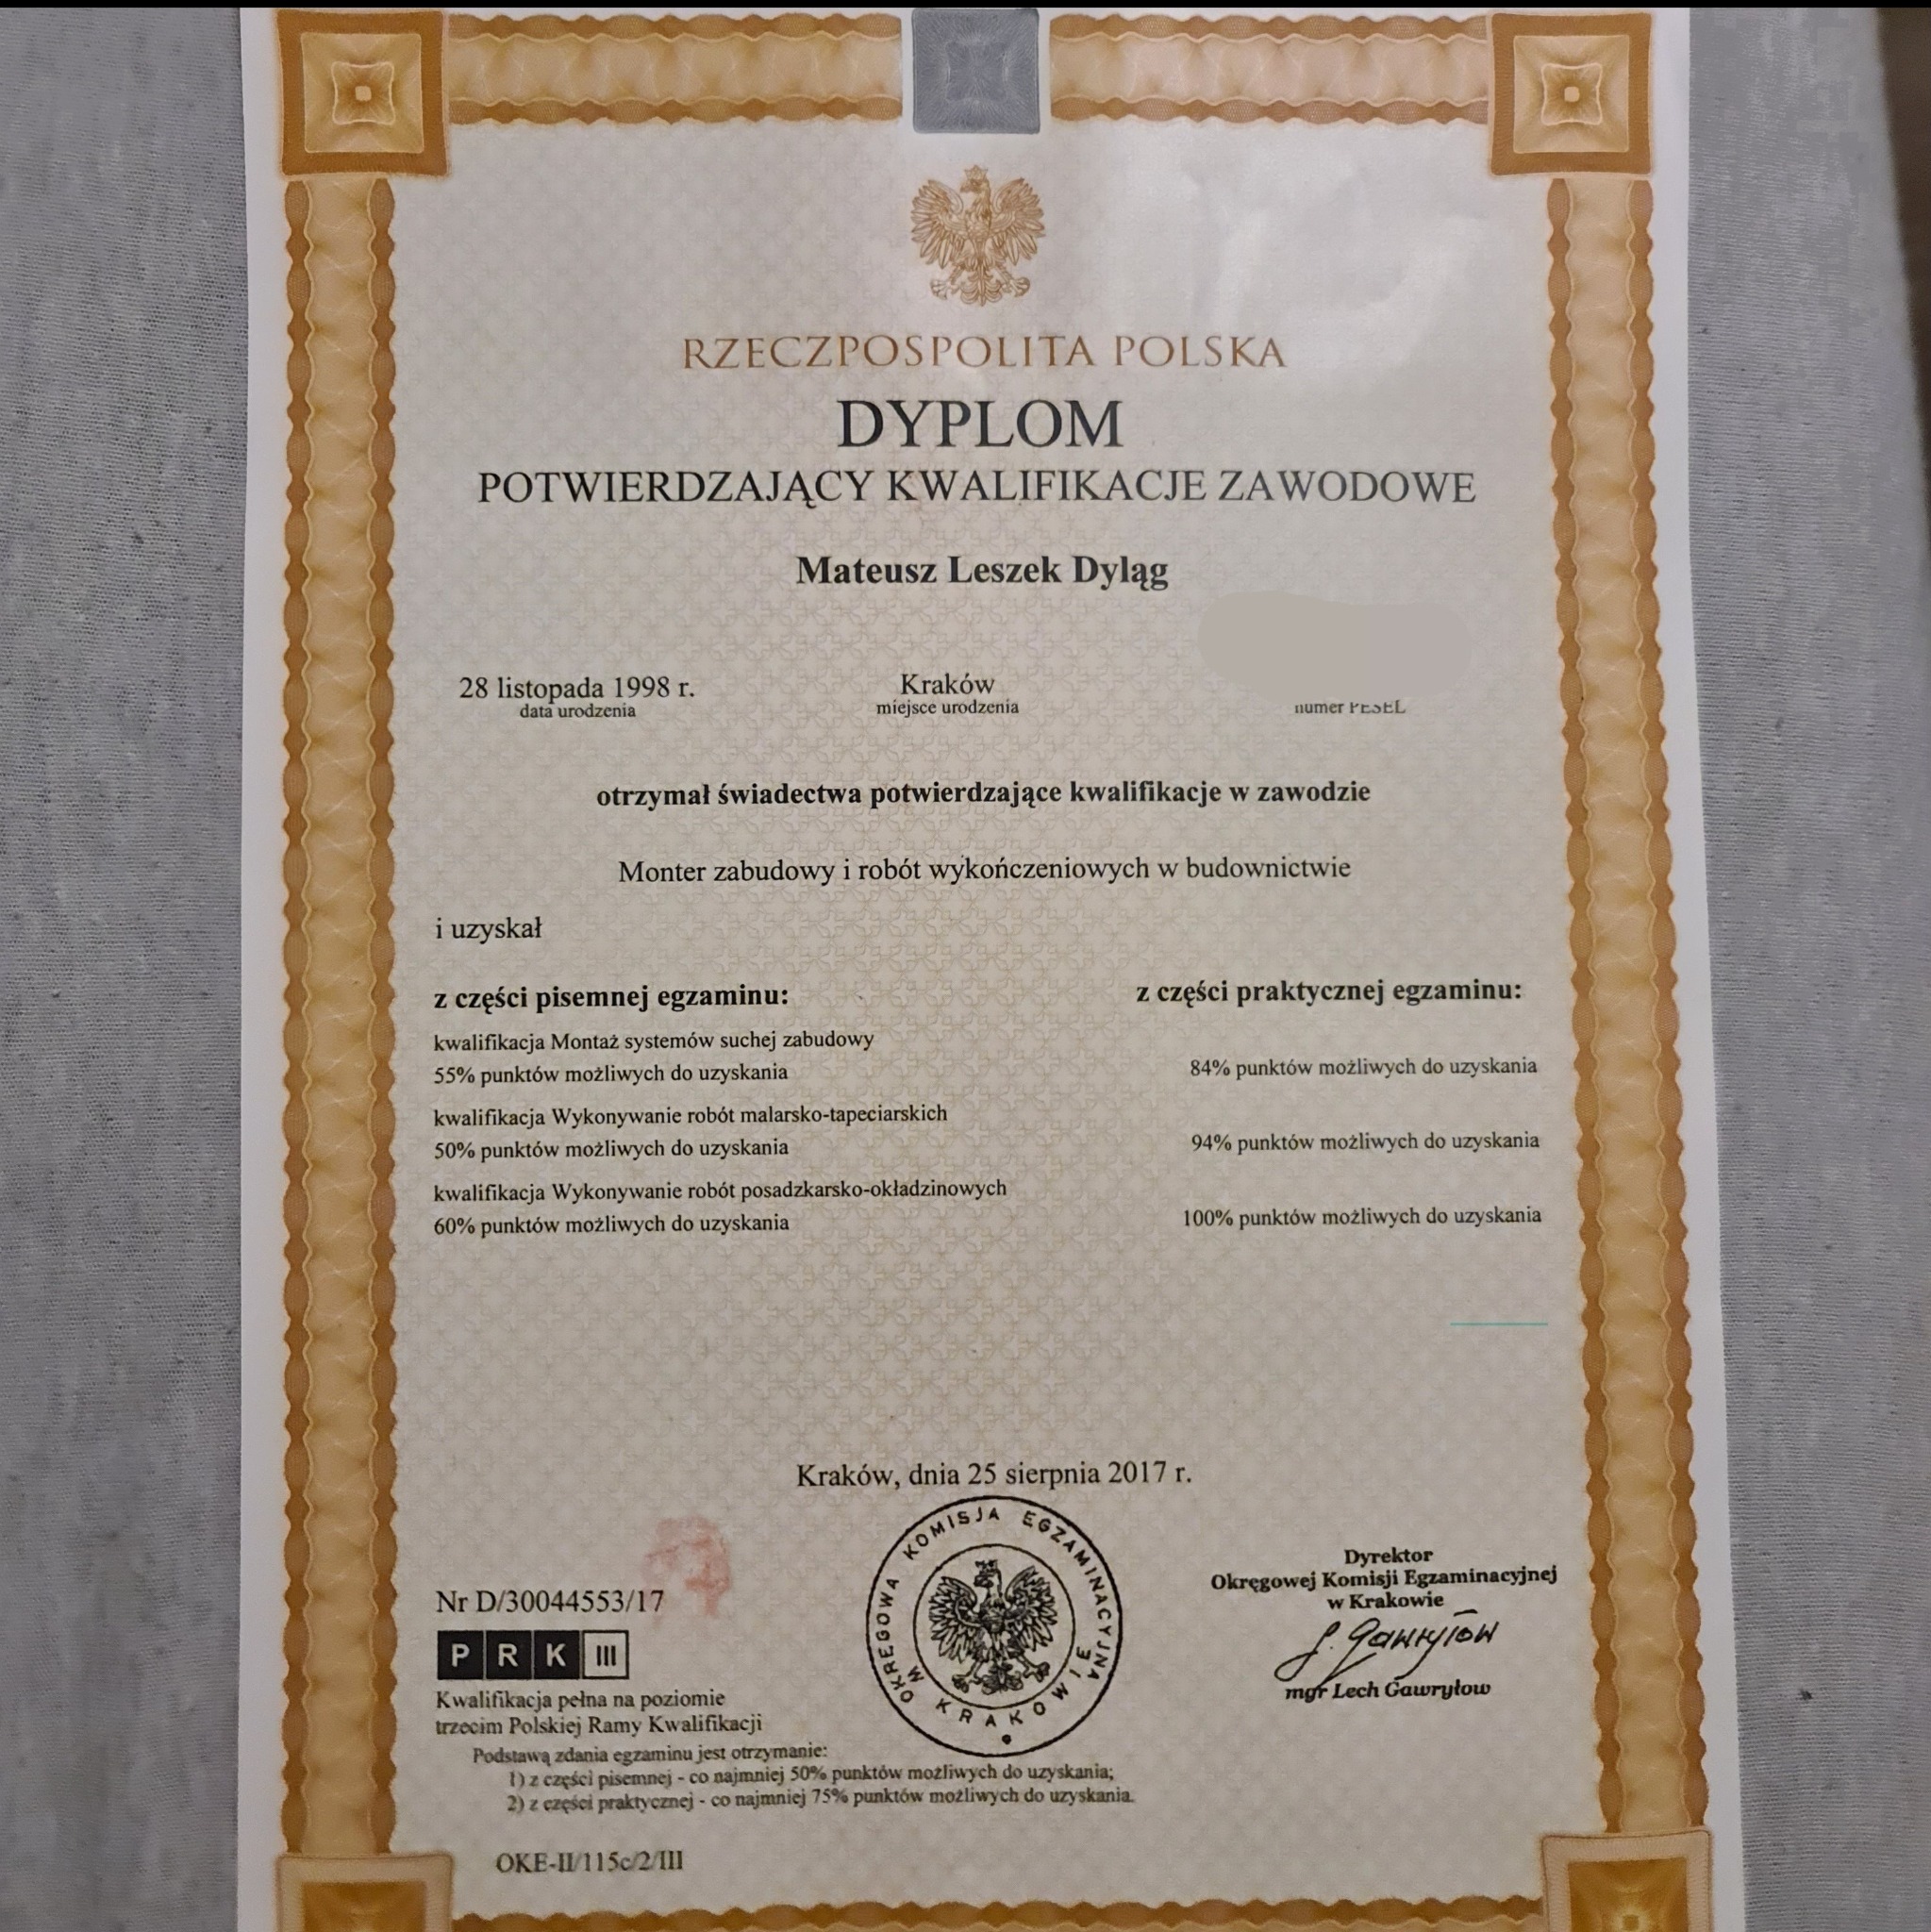 RZECZPOSPOLITA POLSKA
DYPLOM
POTWIERDZAJĄCY KWALIFIKACJE ZAWODOWE
Mateusz Leszek Dyląg
28 listopada 1998 r.
data urodzenia
Kraków
miejsce urodzenia
numer PESEL
otrzymał świadectwa potwierdzające kwalifikacje w zawodzie
Monter zabudowy i robót wykończeniowych w budownictwie
i uzyskał
z części pisemnej egzaminu: z części praktycznej egzaminu:
kwalifikacja Montaż systemów suchej zabudowy
55% punktów możliwych do uzyskania 84% punktów możliwych do uzyskania
kwalifikacja Wykonywanie robót malarsko-tapeciarskich
50% punktów możliwych do uzyskania 94% punktów możliwych do uzyskania
kwalifikacja Wykonywanie robót posadzkarsko-okładzinowych
60% punktów możliwych do uzyskania 100% punktów możliwych do uzyskania
Kraków, dnia 25 sierpnia 2017 r.
OKRĘGOWA KOMISJA EGZAMINACYJNA
W KRAKOWIE
Dyrektor
Okręgowej Komisji Egzaminacyjnej
w Krakowie
L. Gawryłow
mgr Lech Gawryłow
Nr D/30044553/17
PRK III
Kwalifikacja pełna na poziomie
trzecim Polskiej Ramy Kwalifikacji
Podstawą zdania egzaminu jest otrzymanie:
1) z części pisemnej - co najmniej 50% punktów możliwych do uzyskania;
2) z części praktycznej - co najmniej 75% punktów możliwych do uzyskania.
OKE-II/115c/2/III